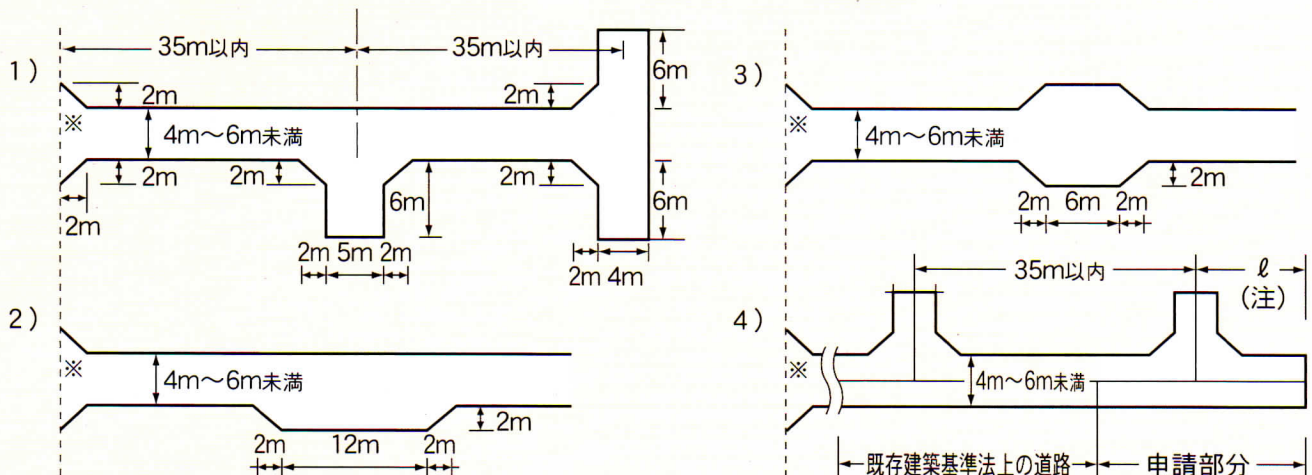 1）
35m以内
35m以内
2m
2m
6m
※
4m～6m未満
2m
2m
2m
6m
6m
2m
2m 5m 2m
2m 4m
2）
※
4m～6m未満
2m
2m
12m
2m
3）
※
4m～6m未満
2m
2m
6m
2m
4）
35m以内
ℓ
（注）
※
4m～6m未満
既存建築基準法上の道路
申請部分